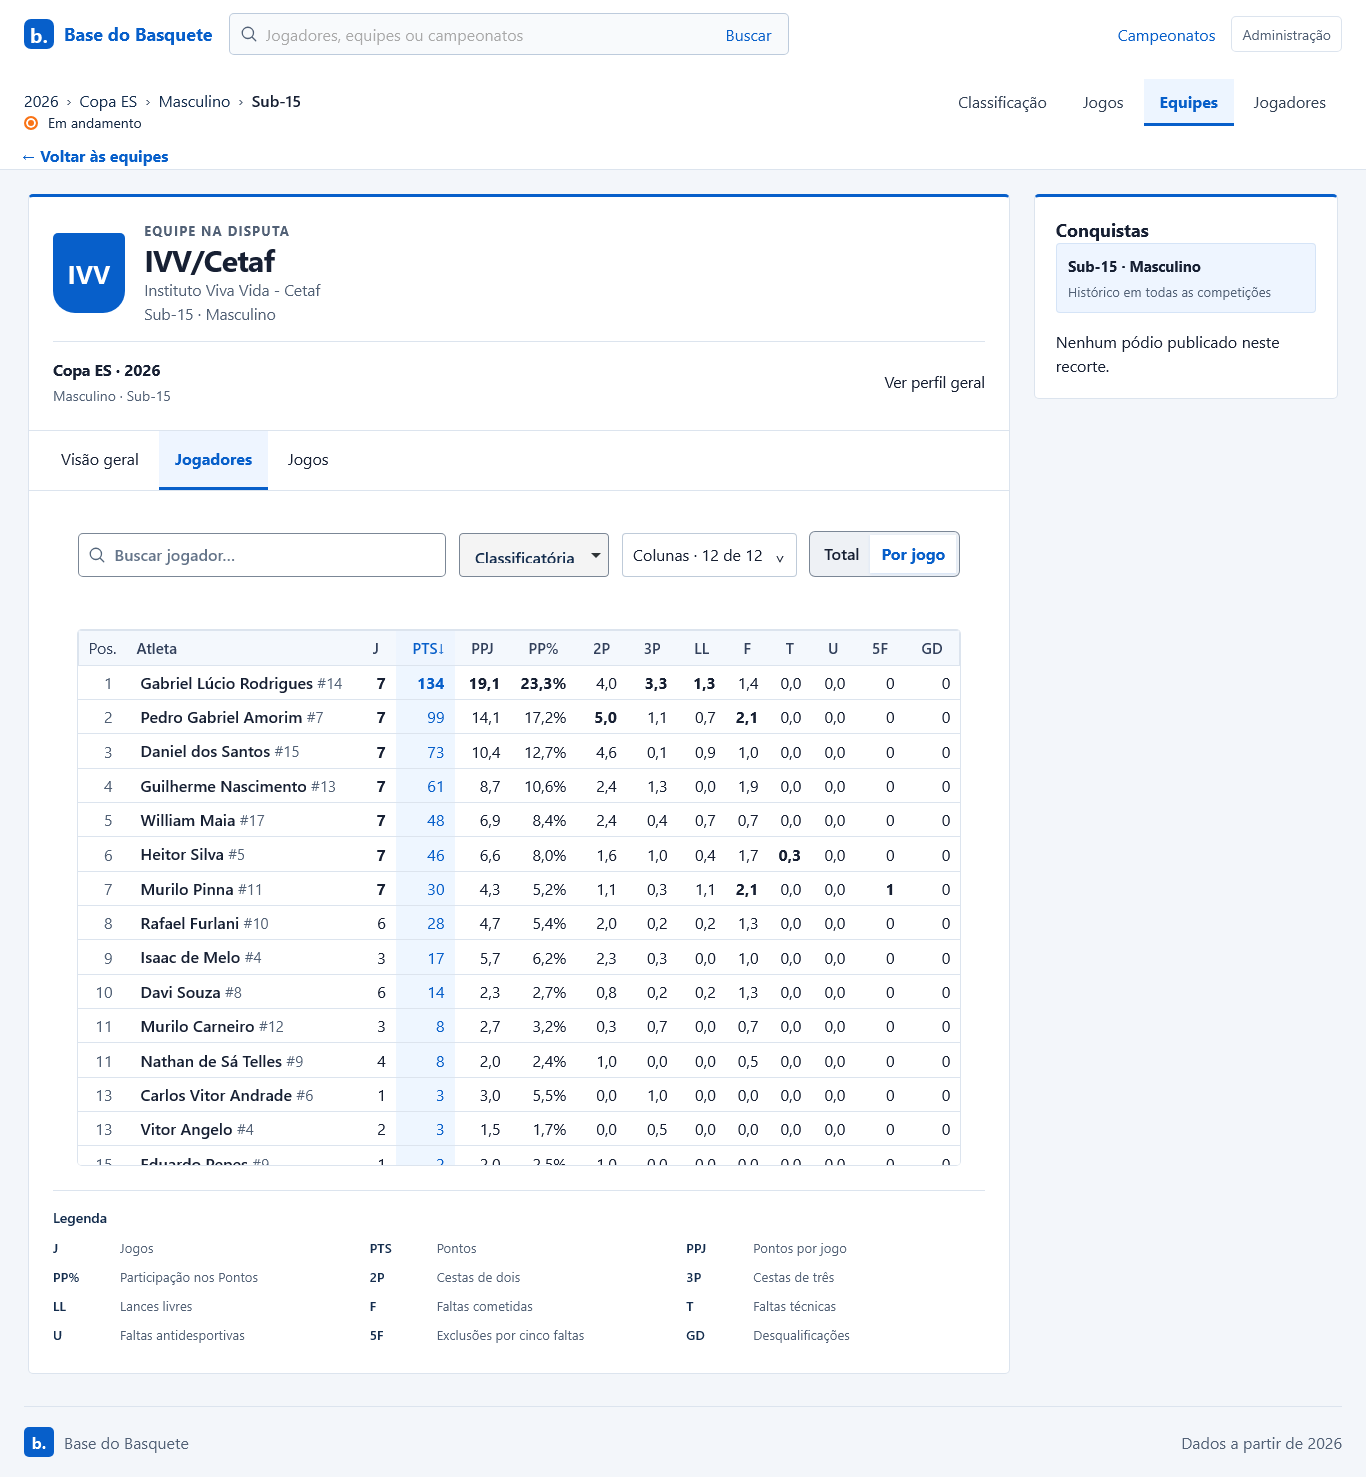 b. Base do Basquete
Jogadores, equipes ou campeonatos
Buscar
Campeonatos
Administração
2026 › Copa ES › Masculino › Sub-15
Em andamento
Classificação
Jogos
Equipes
Jogadores
← Voltar às equipes
IVV
EQUIPE NA DISPUTA
IVV/Cetaf
Instituto Viva Vida - Cetaf
Sub-15 · Masculino
Copa ES · 2026
Masculino · Sub-15
Ver perfil geral
Visão geral
Jogadores
Jogos
Buscar jogador...
Classificatória
Colunas · 12 de 12
Total
Por jogo
Pos. Atleta J PTS↓ PPJ PP% 2P 3P LL F T U 5F GD
1 Gabriel Lúcio Rodrigues #14 7 134 19,1 23,3% 4,0 3,3 1,3 1,4 0,0 0,0 0 0
2 Pedro Gabriel Amorim #7 7 99 14,1 17,2% 5,0 1,1 0,7 2,1 0,0 0,0 0 0
3 Daniel dos Santos #15 7 73 10,4 12,7% 4,6 0,1 0,9 1,0 0,0 0,0 0 0
4 Guilherme Nascimento #13 7 61 8,7 10,6% 2,4 1,3 0,0 1,9 0,0 0,0 0 0
5 William Maia #17 7 48 6,9 8,4% 2,4 0,4 0,7 0,7 0,0 0,0 0 0
6 Heitor Silva #5 7 46 6,6 8,0% 1,6 1,0 0,4 1,7 0,3 0,0 0 0
7 Murilo Pinna #11 7 30 4,3 5,2% 1,1 0,3 1,1 2,1 0,0 0,0 1 0
8 Rafael Furlani #10 6 28 4,7 5,4% 2,0 0,2 0,2 1,3 0,0 0,0 0 0
9 Isaac de Melo #4 3 17 5,7 6,2% 2,3 0,3 0,0 1,0 0,0 0,0 0 0
10 Davi Souza #8 6 14 2,3 2,7% 0,8 0,2 0,2 1,3 0,0 0,0 0 0
11 Murilo Carneiro #12 3 8 2,7 3,2% 0,3 0,7 0,0 0,7 0,0 0,0 0 0
11 Nathan de Sá Telles #9 4 8 2,0 2,4% 1,0 0,0 0,0 0,5 0,0 0,0 0 0
13 Carlos Vitor Andrade #6 1 3 3,0 5,5% 0,0 1,0 0,0 0,0 0,0 0,0 0 0
13 Vitor Angelo #4 2 3 1,5 1,7% 0,0 0,5 0,0 0,0 0,0 0,0 0 0
15 Eduardo 1 2 2,0 2,5% 1,0 0,0 0,0 0,0 0,0 0,0 0 0
Legenda
J Jogos PTS Pontos PPJ Pontos por jogo
PP% Participação nos Pontos 2P Cestas de dois 3P Cestas de três
LL Lances livres F Faltas cometidas T Faltas técnicas
U Faltas antidesportivas 5F Exclusões por cinco faltas GD Desqualificações
Conquistas
Sub-15 · Masculino
Histórico em todas as competições
Nenhum pódio publicado neste
recorte.
b. Base do Basquete
Dados a partir de 2026